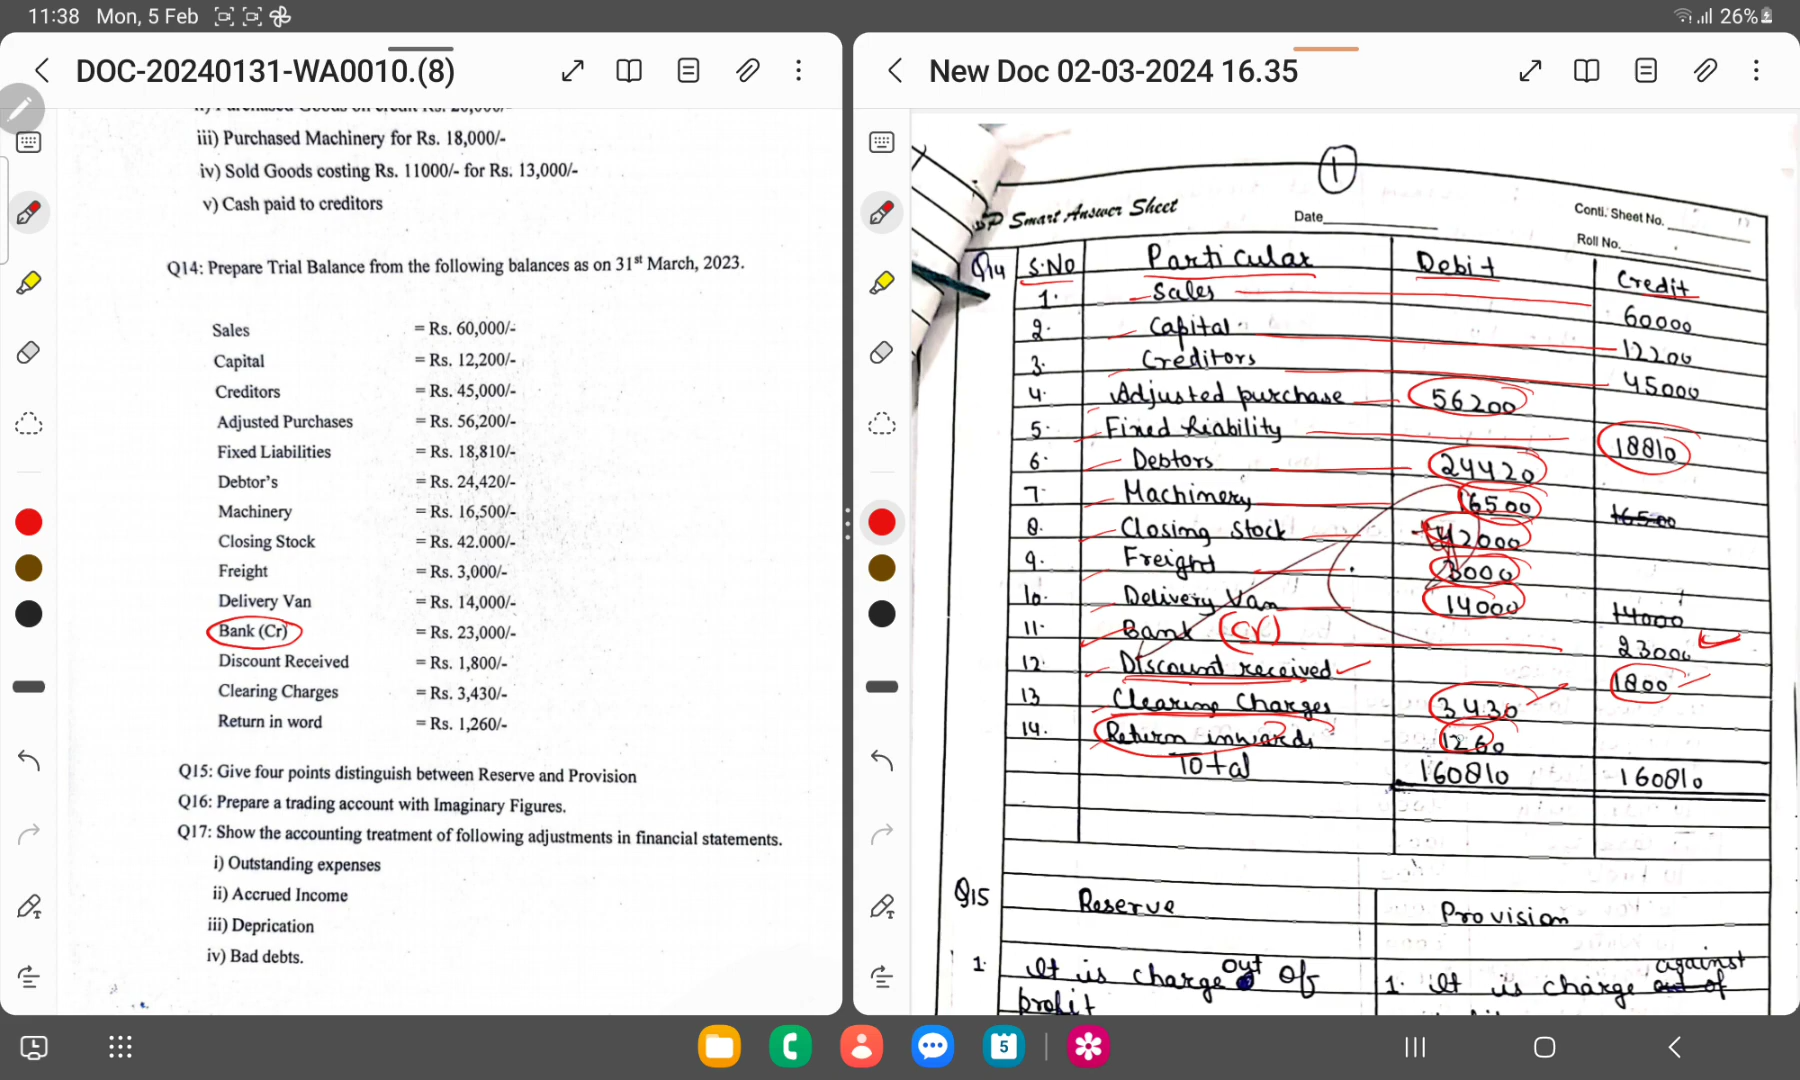 11:38 Mon, 5 Feb
26%
DOC-20240131-WA0010.(8)
iii) Purchased Machinery for Rs. 18,000/-
iv) Sold Goods costing Rs. 11000/- for Rs. 13,000/-
v) Cash paid to creditors
Q14: Prepare Trial Balance from the following balances as on 31st March, 2023.
Sales = Rs. 60,000/-
Capital = Rs. 12,200/-
Creditors = Rs. 45,000/-
Adjusted Purchases = Rs. 56,200/-
Fixed Liabilities = Rs. 18,810/-
Debtor's = Rs. 24,420/-
Machinery = Rs. 16,500/-
Closing Stock = Rs. 42.000/-
Freight = Rs. 3,000/-
Delivery Van = Rs. 14,000/-
Bank (Cr) = Rs. 23,000/-
Discount Received = Rs. 1,800/-
Clearing Charges = Rs. 3,430/-
Return in word = Rs. 1,260/-
Q15: Give four points distinguish between Reserve and Provision
Q16: Prepare a trading account with Imaginary Figures.
Q17: Show the accounting treatment of following adjustments in financial statements.
i) Outstanding expenses
ii) Accrued Income
iii) Deprication
iv) Bad debts.
New Doc 02-03-2024 16.35
1
SP Smart Answer Sheet Date Conti. Sheet No.
Roll No.
Q14 S.No Particular Debit Credit
1. Sales 60000
2. Capital 12200
3. Creditors 45000
4. Adjusted purchase 56200
5. Fixed liability 18810
6. Debtors 24420
7. Machinery 16500 16500
8. Closing Stock 42000
9. Freight 3000
10. Delivery Van 14000 14000
11. Bank (cr) 23000
12. Discount received 1800
13 Clearing Charges 3430
14. Return inwards 1260
Total 160810 160810
Q15 Reserve Provision
1. It is charge out of 1. It is charge against out of
profit
5